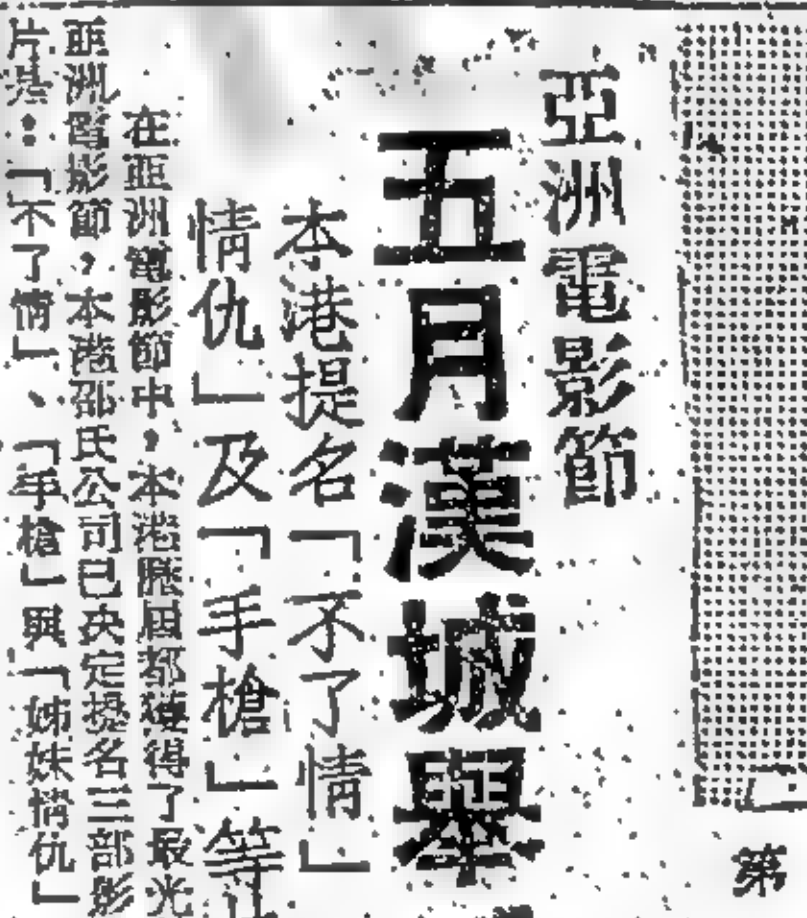 第
亞洲電影節
五月漢城舉
本港提名「不了情」
情仇」及「手槍」等
在亞洲電影節中，本港歷屆都獲得了最光
亞洲電影節，本港邵氏公司已决定提名三部影
片是：「不了情」、「手槍」與「姊妹情仇」